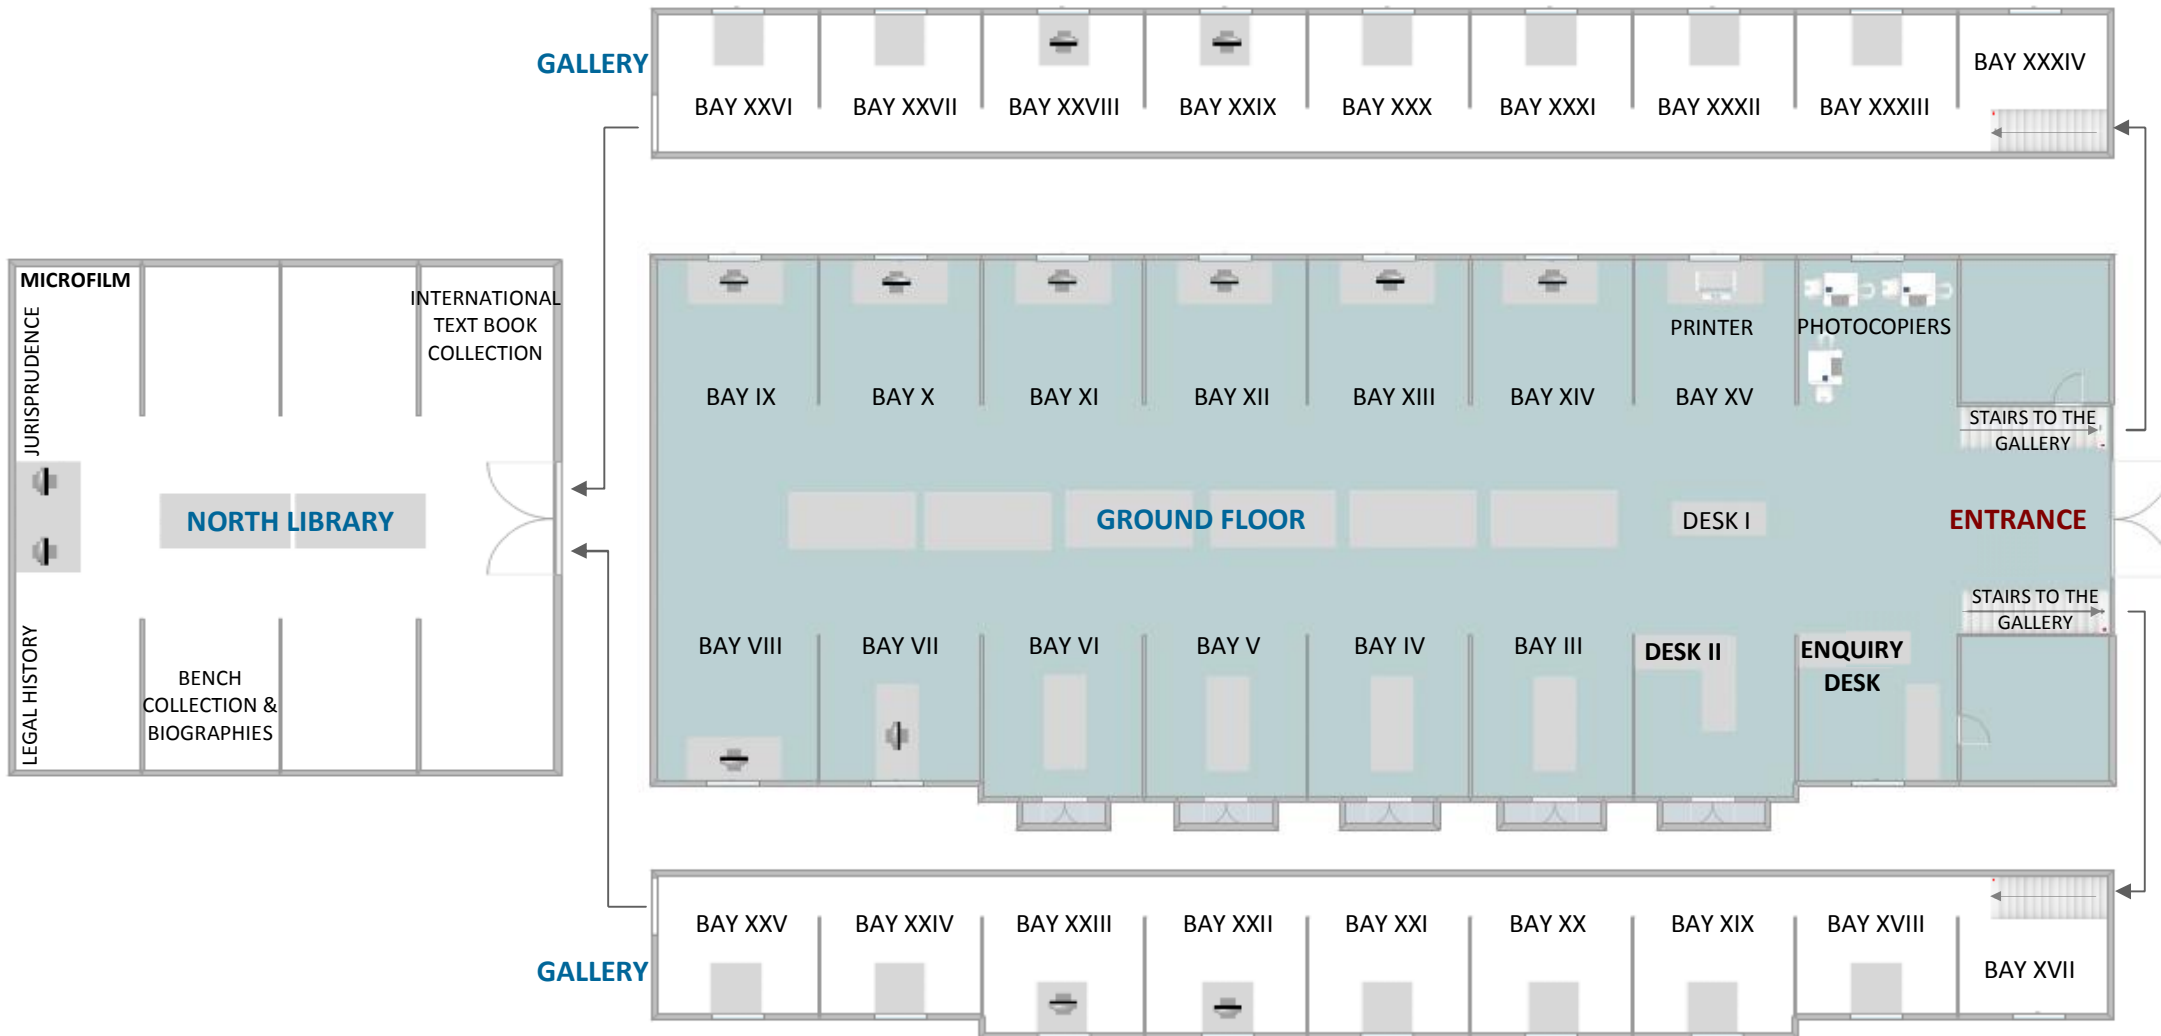 GALLERY
BAY XXVI
BAY XXVII
BAY XXVIII
BAY XXIX
BAY XXX
BAY XXXI
BAY XXXII
BAY XXXIII
BAY XXXIV
MICROFILM
JURISPRUDENCE
INTERNATIONAL
TEXT BOOK
COLLECTION
NORTH LIBRARY
LEGAL HISTORY
BENCH
COLLECTION &
BIOGRAPHIES
PRINTER
PHOTOCOPIERS
BAY IX
BAY X
BAY XI
BAY XII
BAY XIII
BAY XIV
BAY XV
STAIRS TO THE
GALLERY
GROUND FLOOR
DESK I
ENTRANCE
STAIRS TO THE
GALLERY
BAY VIII
BAY VII
BAY VI
BAY V
BAY IV
BAY III
DESK II
ENQUIRY
DESK
BAY XXV
BAY XXIV
BAY XXIII
BAY XXII
BAY XXI
BAY XX
BAY XIX
BAY XVIII
BAY XVII
GALLERY